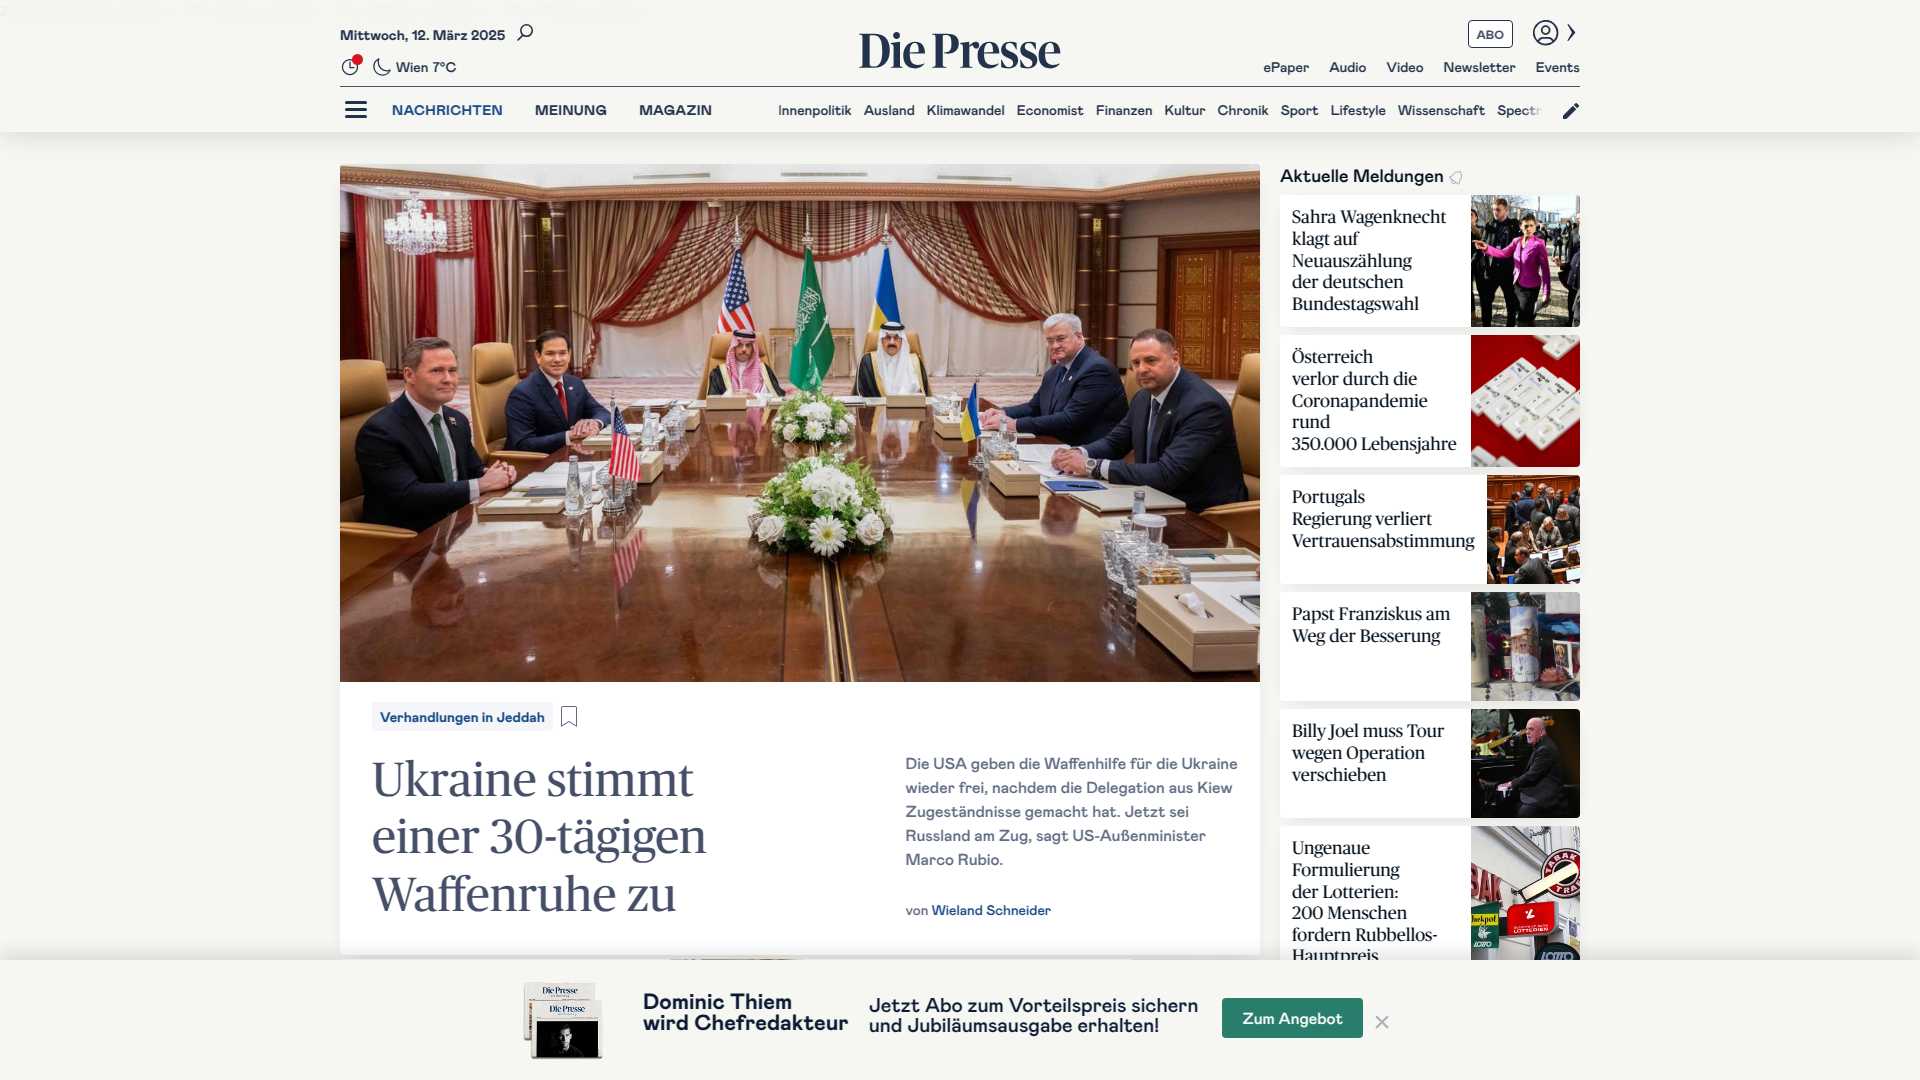 Mittwoch, 12. März 2025
Wien 7°C
Die Presse
ABO
ePaper Audio Video Newsletter Events
NACHRICHTEN MEINUNG MAGAZIN
Innenpolitik Ausland Klimawandel Economist Finanzen Kultur Chronik Sport Lifestyle Wissenschaft Spectr
Verhandlungen in Jeddah
Ukraine stimmt
einer 30-tägigen
Waffenruhe zu
Die USA geben die Waffenhilfe für die Ukraine
wieder frei, nachdem die Delegation aus Kiew
Zugeständnisse gemacht hat. Jetzt sei
Russland am Zug, sagt US-Außenminister
Marco Rubio.
von Wieland Schneider
Aktuelle Meldungen
Sahra Wagenknecht
klagt auf
Neuauszählung
der deutschen
Bundestagswahl
Österreich
verlor durch die
Coronapandemie
rund
350.000 Lebensjahre
Portugals
Regierung verliert
Vertrauensabstimmung
Papst Franziskus am
Weg der Besserung
Billy Joel muss Tour
wegen Operation
verschieben
Ungenaue
Formulierung
der Lotterien:
200 Menschen
fordern Rubbellos-
Hauptpreis
TABAK
LOTTO
LOTTERIEN
LOTTO
Die Presse
Die Presse
Dominic Thiem
wird Chefredakteur
Jetzt Abo zum Vorteilspreis sichern
und Jubiläumsausgabe erhalten!
Zum Angebot